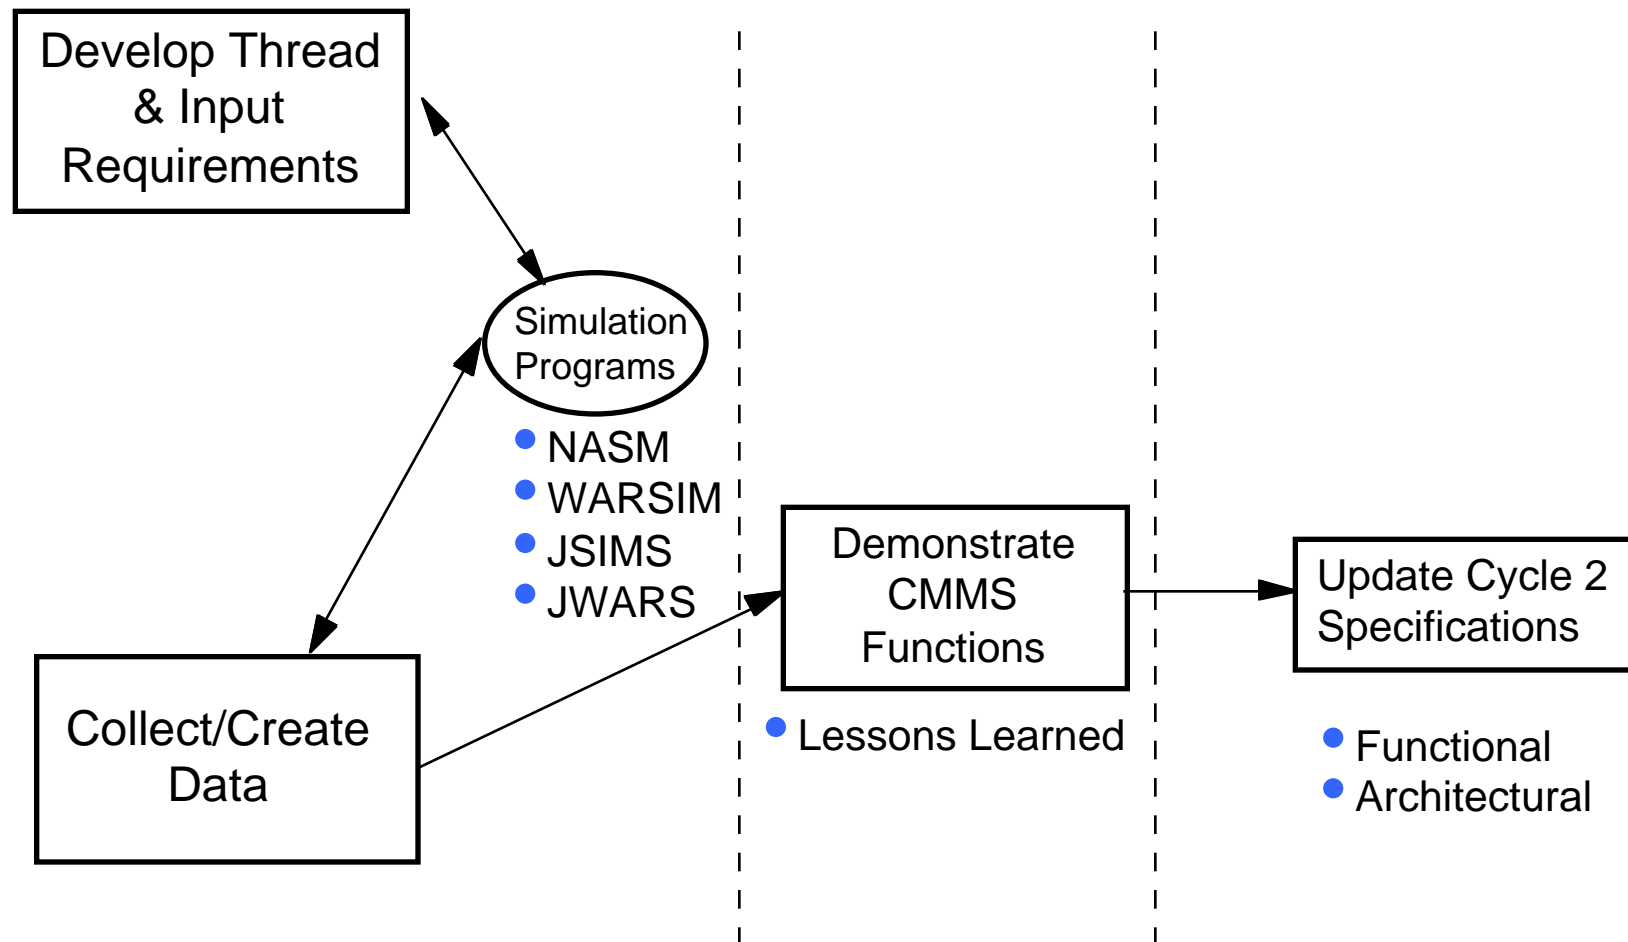 Develop Thread
& Input
Requirements
Simulation
Programs
NASM
WARSIM
JSIMS
JWARS
Collect/Create
Data
Demonstrate
CMMS
Functions
Lessons Learned
Update Cycle 2
Specifications
Functional
Architectural